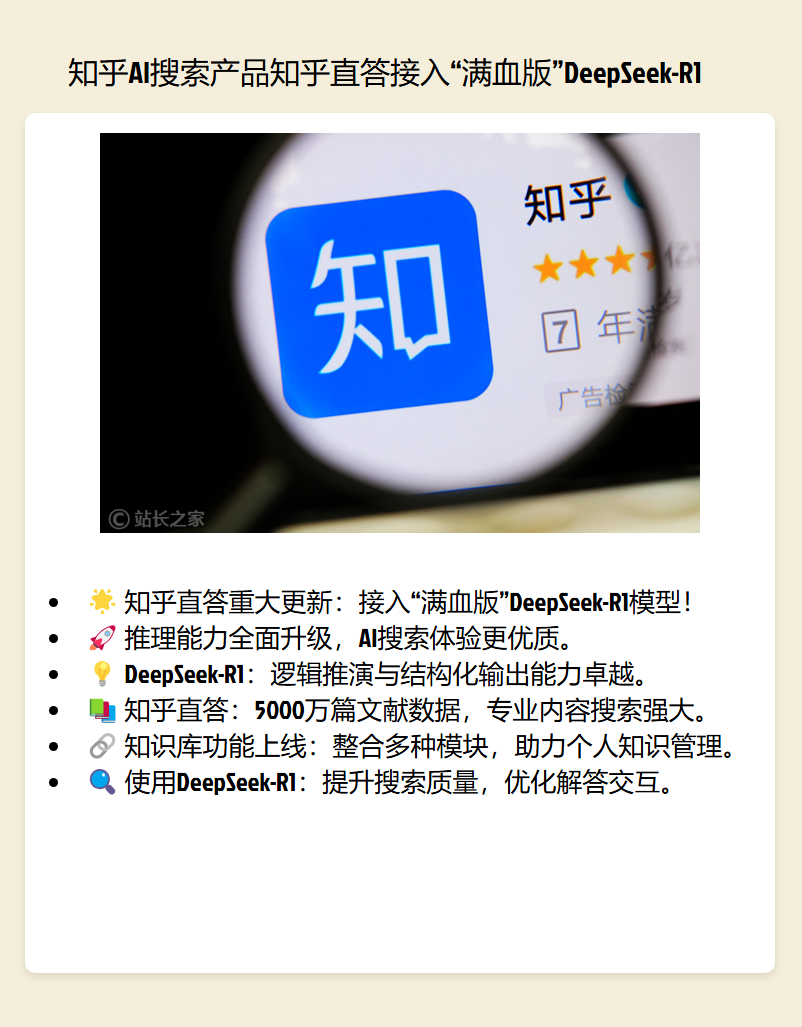 知乎AI搜索产品知乎直答接入“满血版”DeepSeek-R1
知
知乎
7 年满
广告检
© 站长之家
🌟 知乎直答重大更新：接入“满血版”DeepSeek-R1模型！
🚀 推理能力全面升级，AI搜索体验更优质。
💡 DeepSeek-R1：逻辑推演与结构化输出能力卓越。
📚 知乎直答：5000万篇文献数据，专业内容搜索强大。
🔗 知识库功能上线：整合多种模块，助力个人知识管理。
🔍 使用DeepSeek-R1：提升搜索质量，优化解答交互。